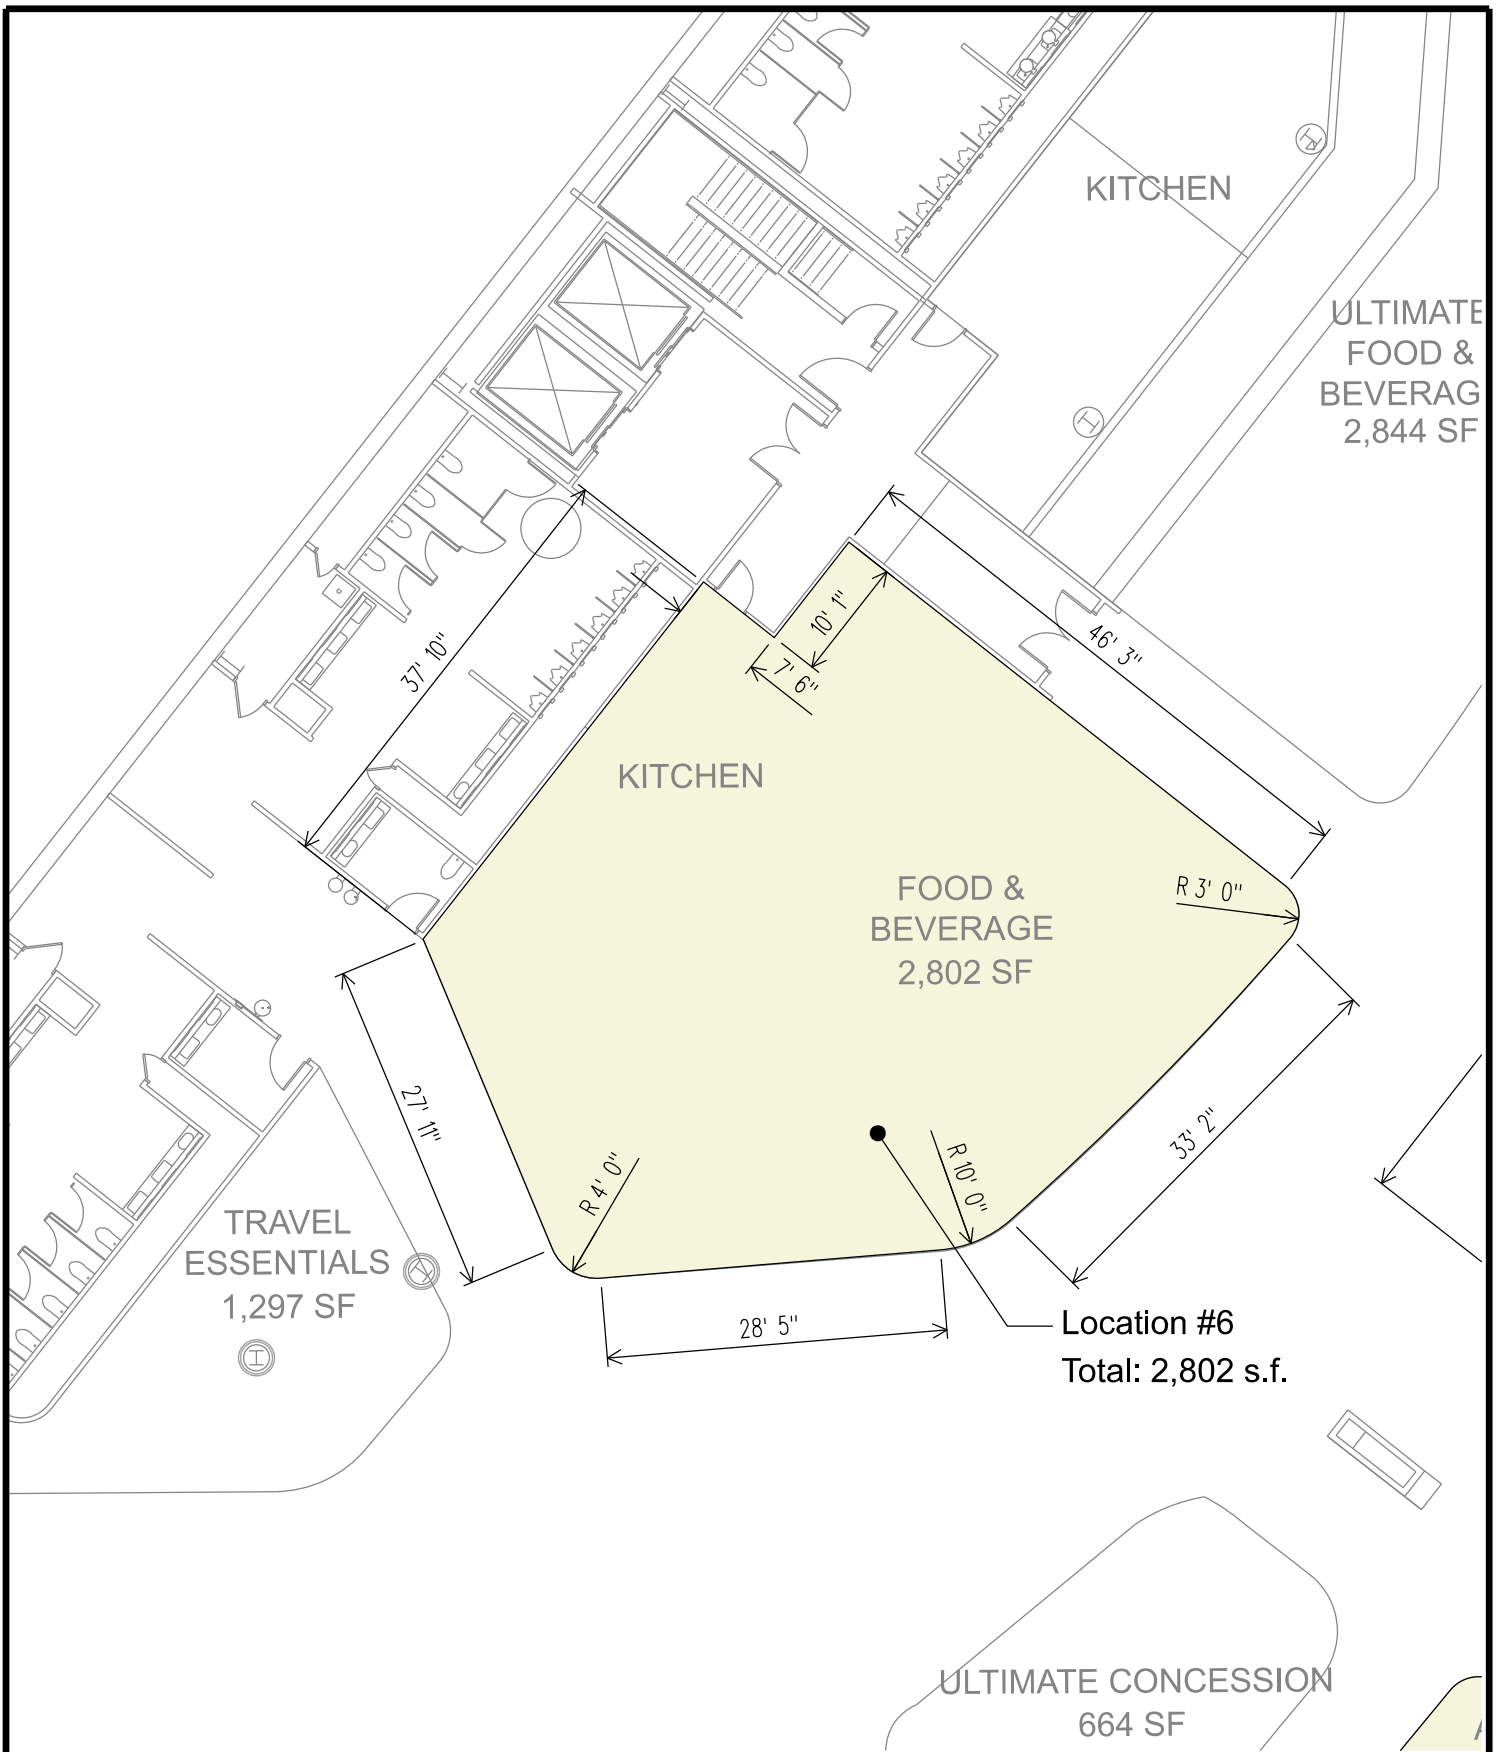 KITCHEN
ULTIMATE
FOOD &
BEVERAG
2,844 SF
46' 3"
10' 1"
7' 6"
37' 10"
KITCHEN
FOOD &
BEVERAGE
2,802 SF
R 3' 0"
27' 11"
33' 2"
R 4' 0"
R 10' 0"
TRAVEL
ESSENTIALS
1,297 SF
28' 5"
Location #6
Total: 2,802 s.f.
ULTIMATE CONCESSION
664 SF